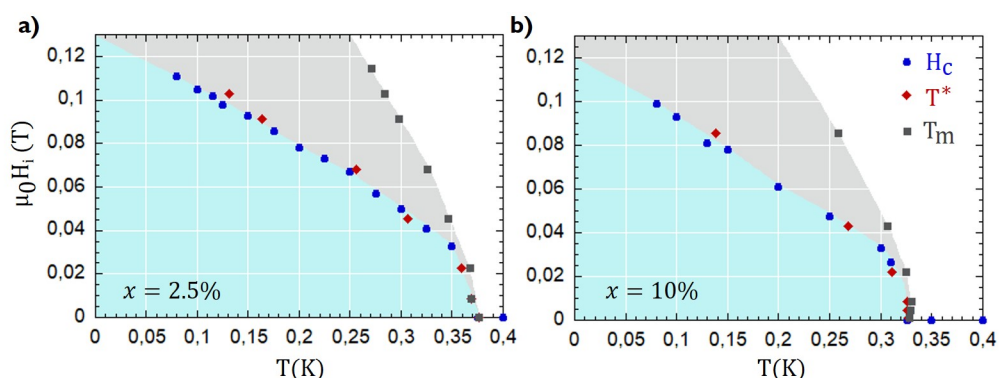 a)
b)
0,12
0,1
0,08
0,06
0,04
0,02
0
μ₀Hᵢ (T)
x = 2.5%
0 0,05 0,1 0,15 0,2 0,25 0,3 0,35 0,4
T(K)
0,12
0,1
0,08
0,06
0,04
0,02
0
H_c
T*
T_m
x = 10%
0 0,05 0,1 0,15 0,2 0,25 0,3 0,35 0,4
T(K)